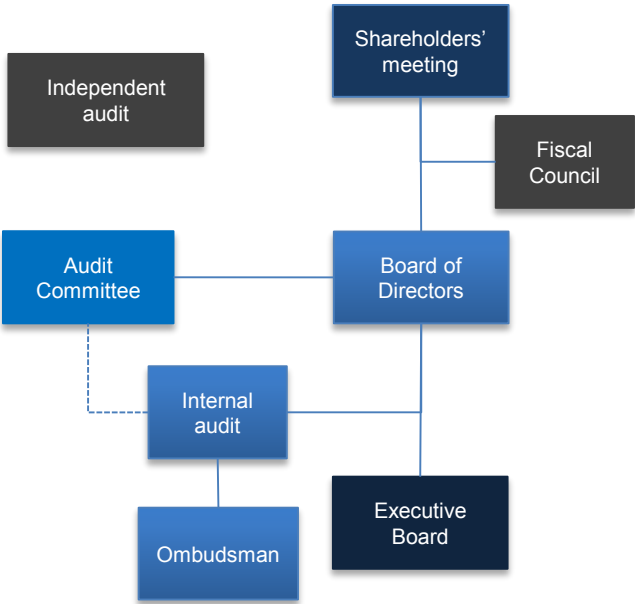 Shareholders’
meeting
Independent
audit
Fiscal
Council
Audit
Committee
Board of
Directors
Internal
audit
Executive
Board
Ombudsman